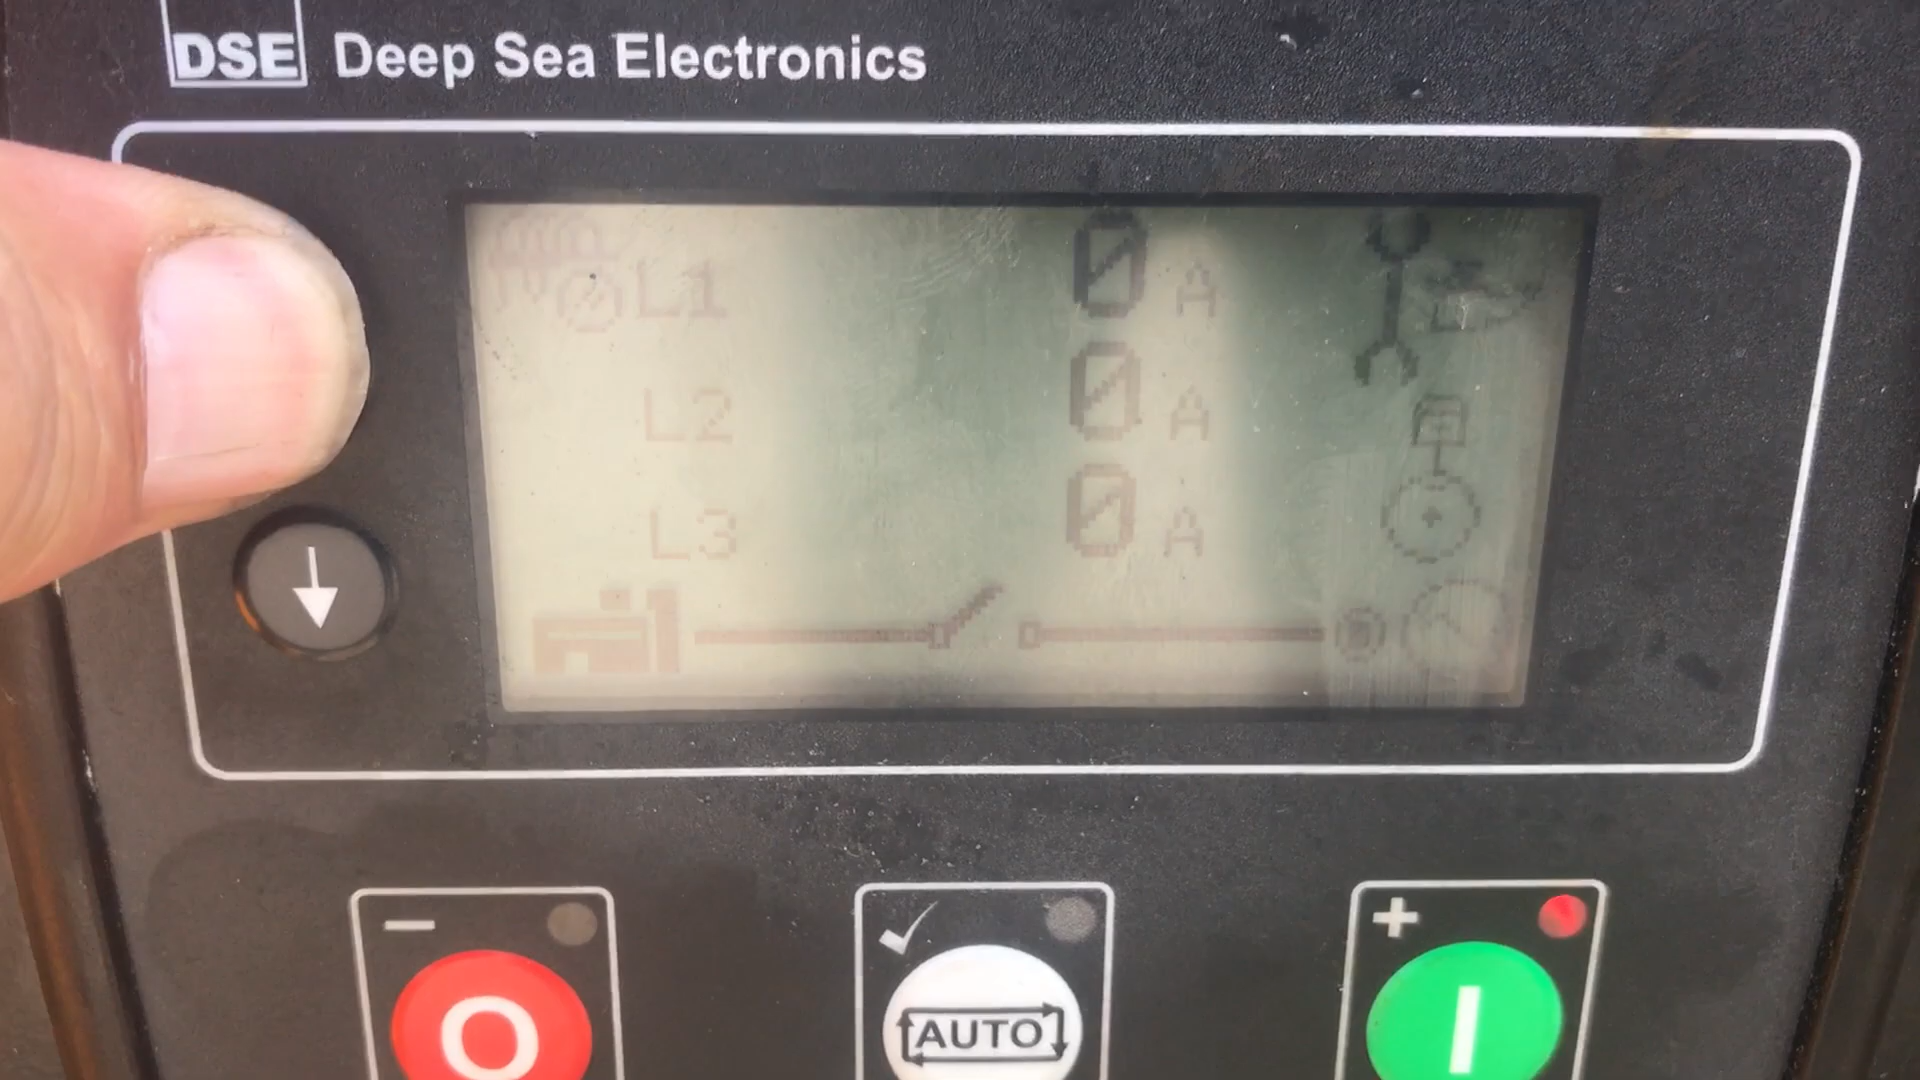 DSE Deep Sea Electronics
L1 0 A
L2 0 A
L3 0 A
AUTO